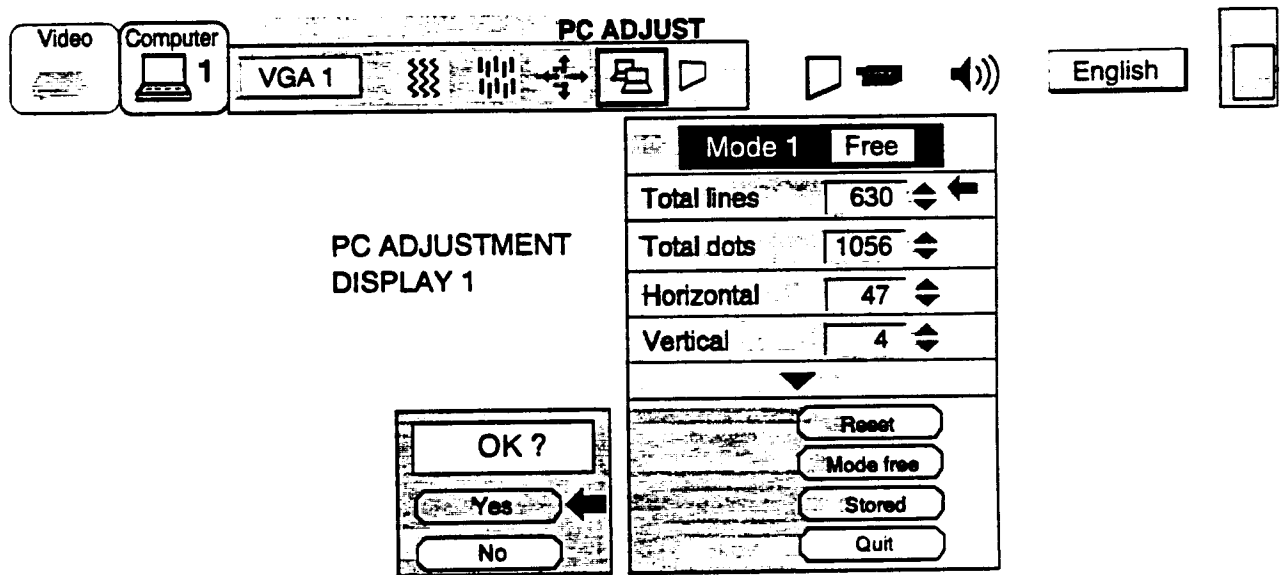 PC ADJUST
Video
Computer
1
VGA 1
English
Mode 1 Free
Total lines 630
Total dots 1056
Horizontal 47
Vertical 4
PC ADJUSTMENT
DISPLAY 1
Reset
Mode free
Stored
Quit
OK ?
Yes
No